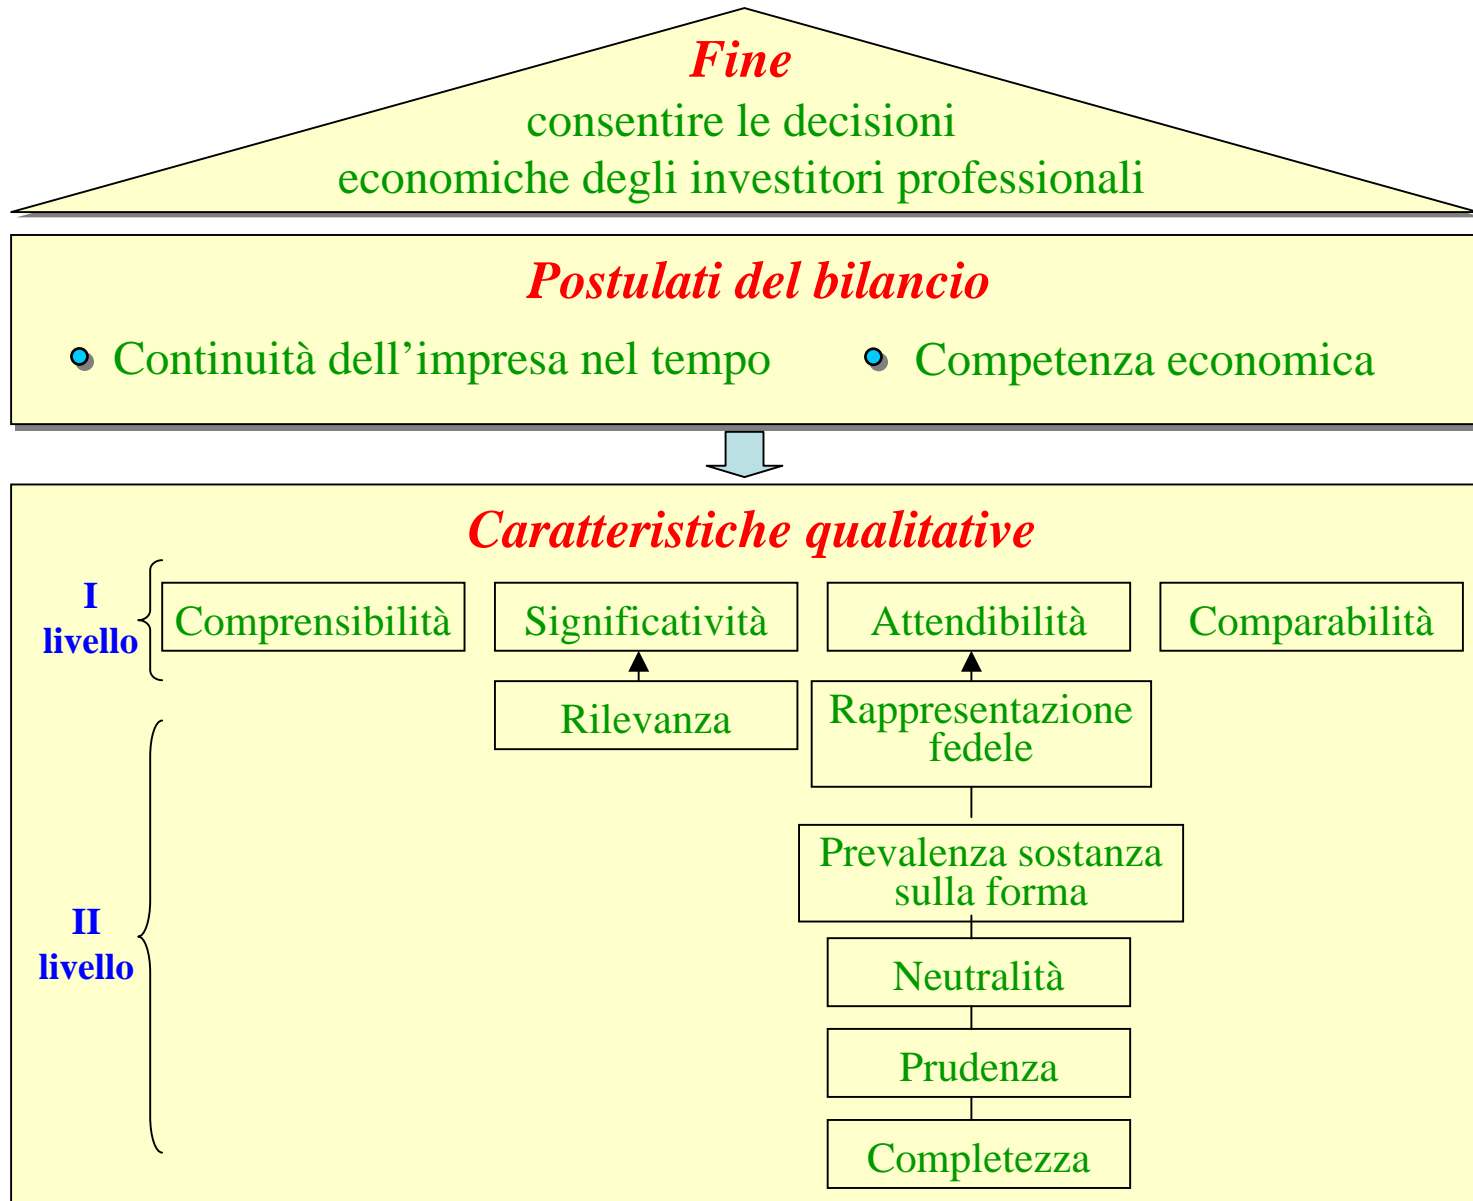 Fine
consentire le decisioni
economiche degli investitori professionali
Postulati del bilancio
Continuità dell’impresa nel tempo
Competenza economica
Caratteristiche qualitative
I
livello
Comprensibilità
Significatività
Attendibilità
Comparabilità
Rilevanza
Rappresentazione
fedele
Prevalenza sostanza
sulla forma
II
livello
Neutralità
Prudenza
Completezza